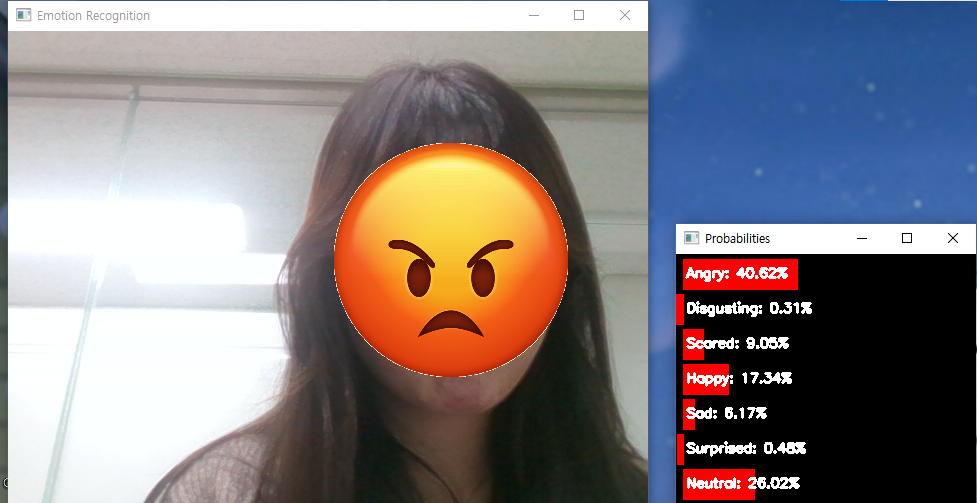 Emotion Recognition
Probabilities
Angry: 40.62%
Disgusting: 0.31%
Scared: 9.05%
Happy: 17.34%
Sad: 6.17%
Surprised: 0.48%
Neutral: 26.02%